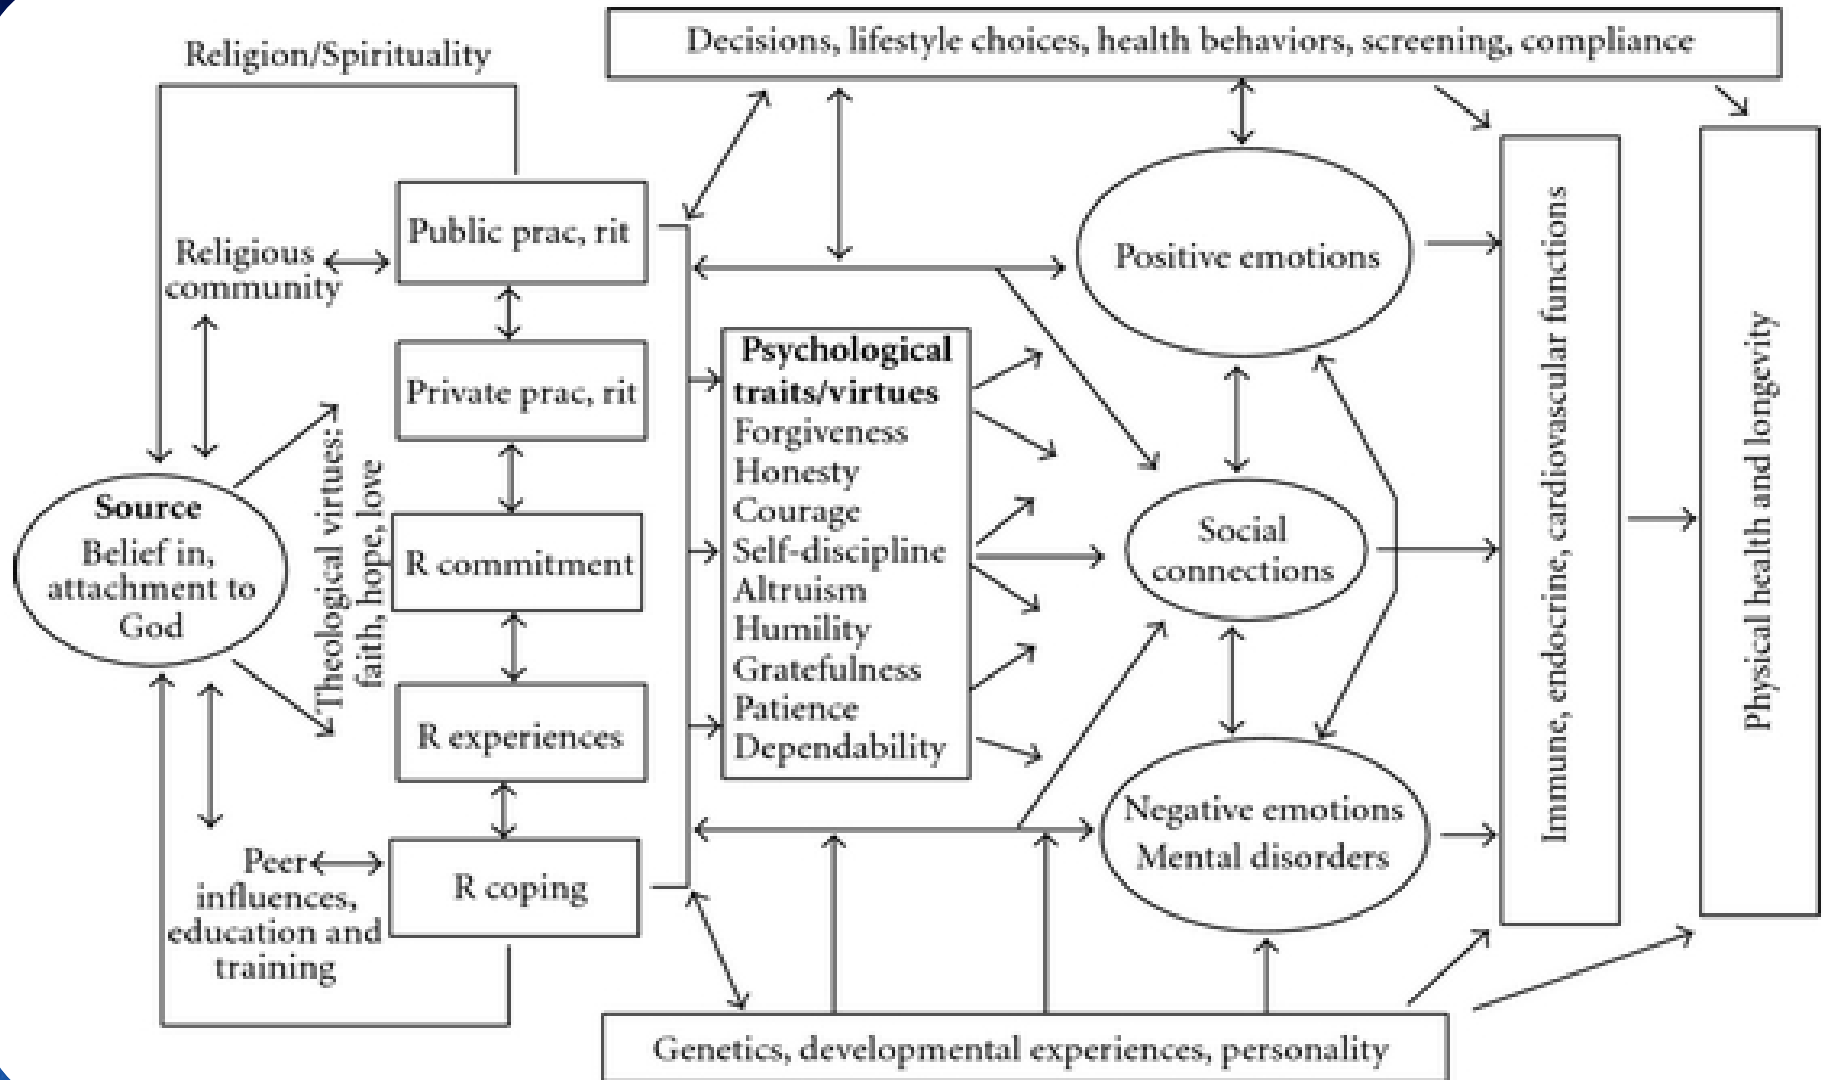 Decisions, lifestyle choices, health behaviors, screening, compliance
Religion/Spirituality
Public prac, rit
Religious
community
Private prac, rit
Theological virtues:
faith, hope, love
Source
Belief in,
attachment to
God
R commitment
R experiences
Peer
influences,
education and
training
R coping
Psychological
traits/virtues
Forgiveness
Honesty
Courage
Self-discipline
Altruism
Humility
Gratefulness
Patience
Dependability
Positive emotions
Social
connections
Negative emotions
Mental disorders
Immune, endocrine, cardiovascular functions
Physical health and longevity
Genetics, developmental experiences, personality